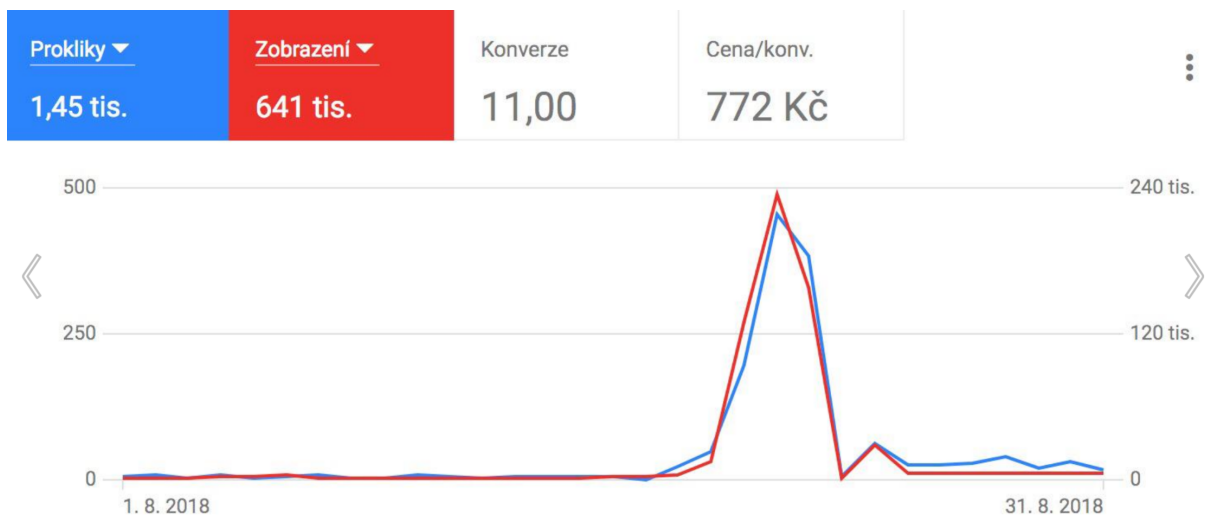 Prokliky
Zobrazení
Konverze
Cena/konv.
1,45 tis.
641 tis.
11,00
772 Kč
500
240 tis.
250
120 tis.
0
0
1. 8. 2018
31. 8. 2018